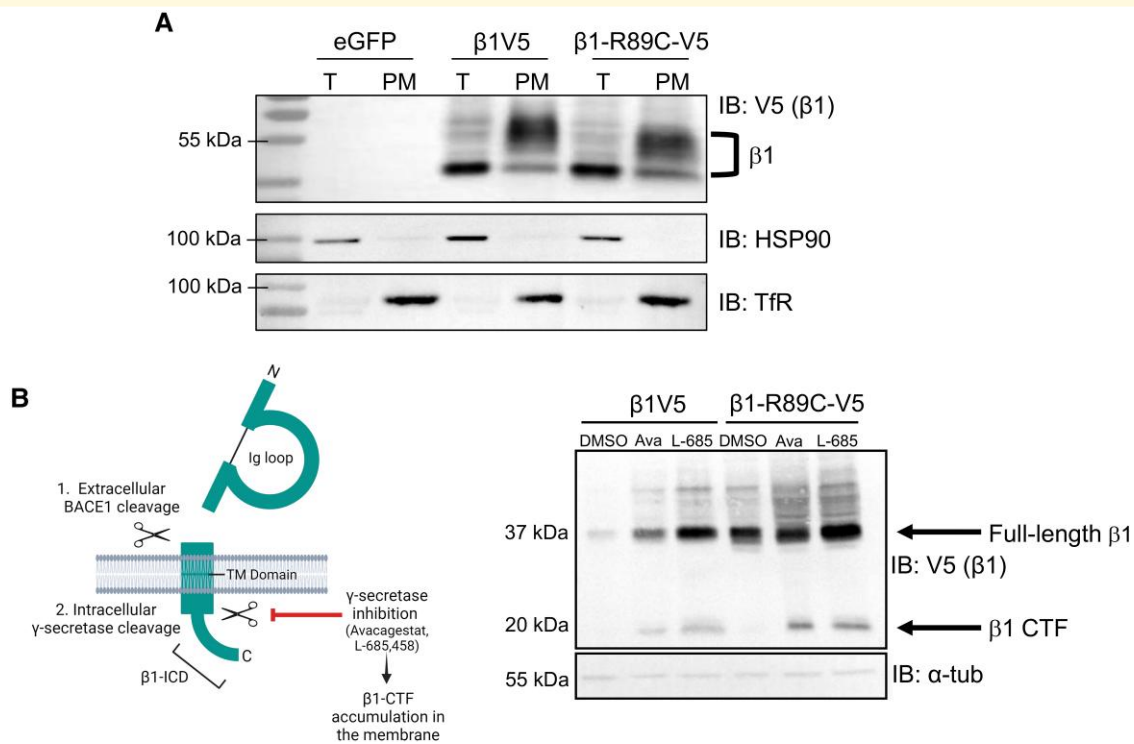 A
eGFP β1V5 β1-R89C-V5
T PM T PM T PM
IB: V5 (β1)
55 kDa
β1
100 kDa
IB: HSP90
100 kDa
IB: TfR
B
N
Ig loop
1. Extracellular
BACE1 cleavage
TM Domain
2. Intracellular
γ-secretase cleavage
γ-secretase
inhibition
(Avacagestat,
L-685,458)
C
β1-ICD
β1-CTF
accumulation in
the membrane
β1V5 β1-R89C-V5
DMSO Ava L-685 DMSO Ava L-685
37 kDa
Full-length β1
IB: V5 (β1)
20 kDa
β1 CTF
55 kDa
IB: α-tub